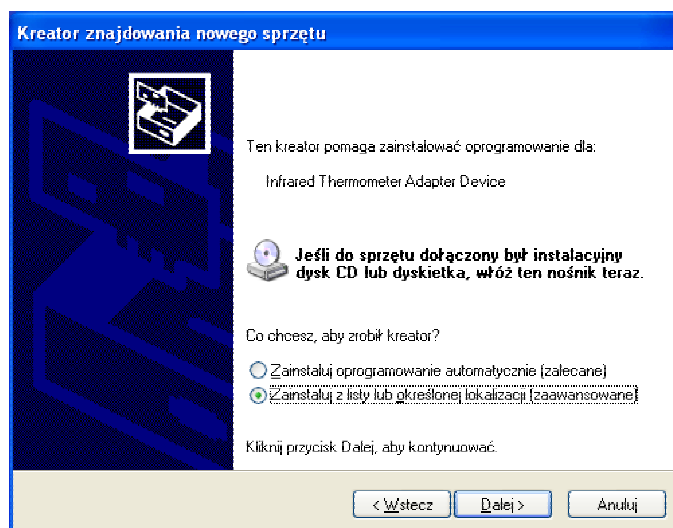 Kreator znajdowania nowego sprzętu
Ten kreator pomaga zainstalować oprogramowanie dla:
Infrared Thermometer Adapter Device
Jeśli do sprzętu dołączony był instalacyjny
dysk CD lub dyskietka, włóż ten nośnik teraz.
Co chcesz, aby zrobił kreator?
Zainstaluj oprogramowanie automatycznie (zalecane)
Zainstaluj z listy lub określonej lokalizacji (zaawansowane)
Kliknij przycisk Dalej, aby kontynuować.
< Wstecz Dalej > Anuluj